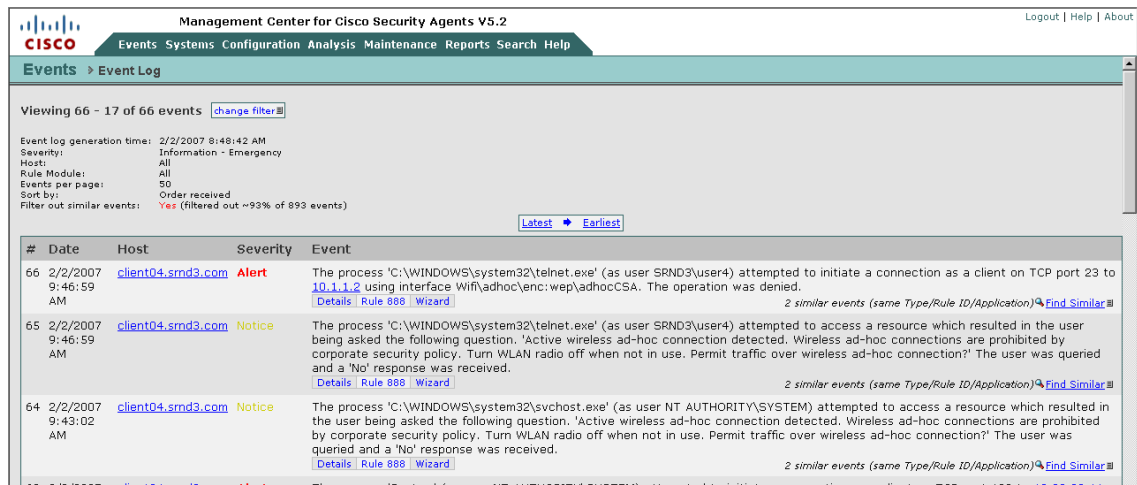 Management Center for Cisco Security Agents V5.2
Logout | Help | About
CISCO
Events Systems Configuration Analysis Maintenance Reports Search Help
Events > Event Log
Viewing 66 - 17 of 66 events change filter
Event log generation time: 2/2/2007 8:48:42 AM
Severity: Information - Emergency
Host: All
Rule Module: All
Events per page: 50
Sort by: Order received
Filter out similar events: Yes (filtered out ~93% of 893 events)
Latest Earliest
# Date Host Severity Event
66 2/2/2007 9:46:59 AM client04.srnd3.com Alert
The process 'C:\WINDOWS\system32\telnet.exe' (as user SRND3\user4) attempted to initiate a connection as a client on TCP port 23 to
10.1.1.2 using interface Wifi\adhoc\enc:wep\adhocCSA. The operation was denied.
Details Rule 888 Wizard
2 similar events (same Type/Rule ID/Application) Find Similar
65 2/2/2007 9:46:59 AM client04.srnd3.com Notice
The process 'C:\WINDOWS\system32\telnet.exe' (as user SRND3\user4) attempted to access a resource which resulted in the user
being asked the following question. 'Active wireless ad-hoc connection detected. Wireless ad-hoc connections are prohibited by
corporate security policy. Turn WLAN radio off when not in use. Permit traffic over wireless ad-hoc connection?' The user was queried
and a 'No' response was received.
Details Rule 888 Wizard
2 similar events (same Type/Rule ID/Application) Find Similar
64 2/2/2007 9:43:02 AM client04.srnd3.com Notice
The process 'C:\WINDOWS\system32\svchost.exe' (as user NT AUTHORITY\SYSTEM) attempted to access a resource which resulted in
the user being asked the following question. 'Active wireless ad-hoc connection detected. Wireless ad-hoc connections are prohibited
by corporate security policy. Turn WLAN radio off when not in use. Permit traffic over wireless ad-hoc connection?' The user was
queried and a 'No' response was received.
Details Rule 888 Wizard
2 similar events (same Type/Rule ID/Application) Find Similar